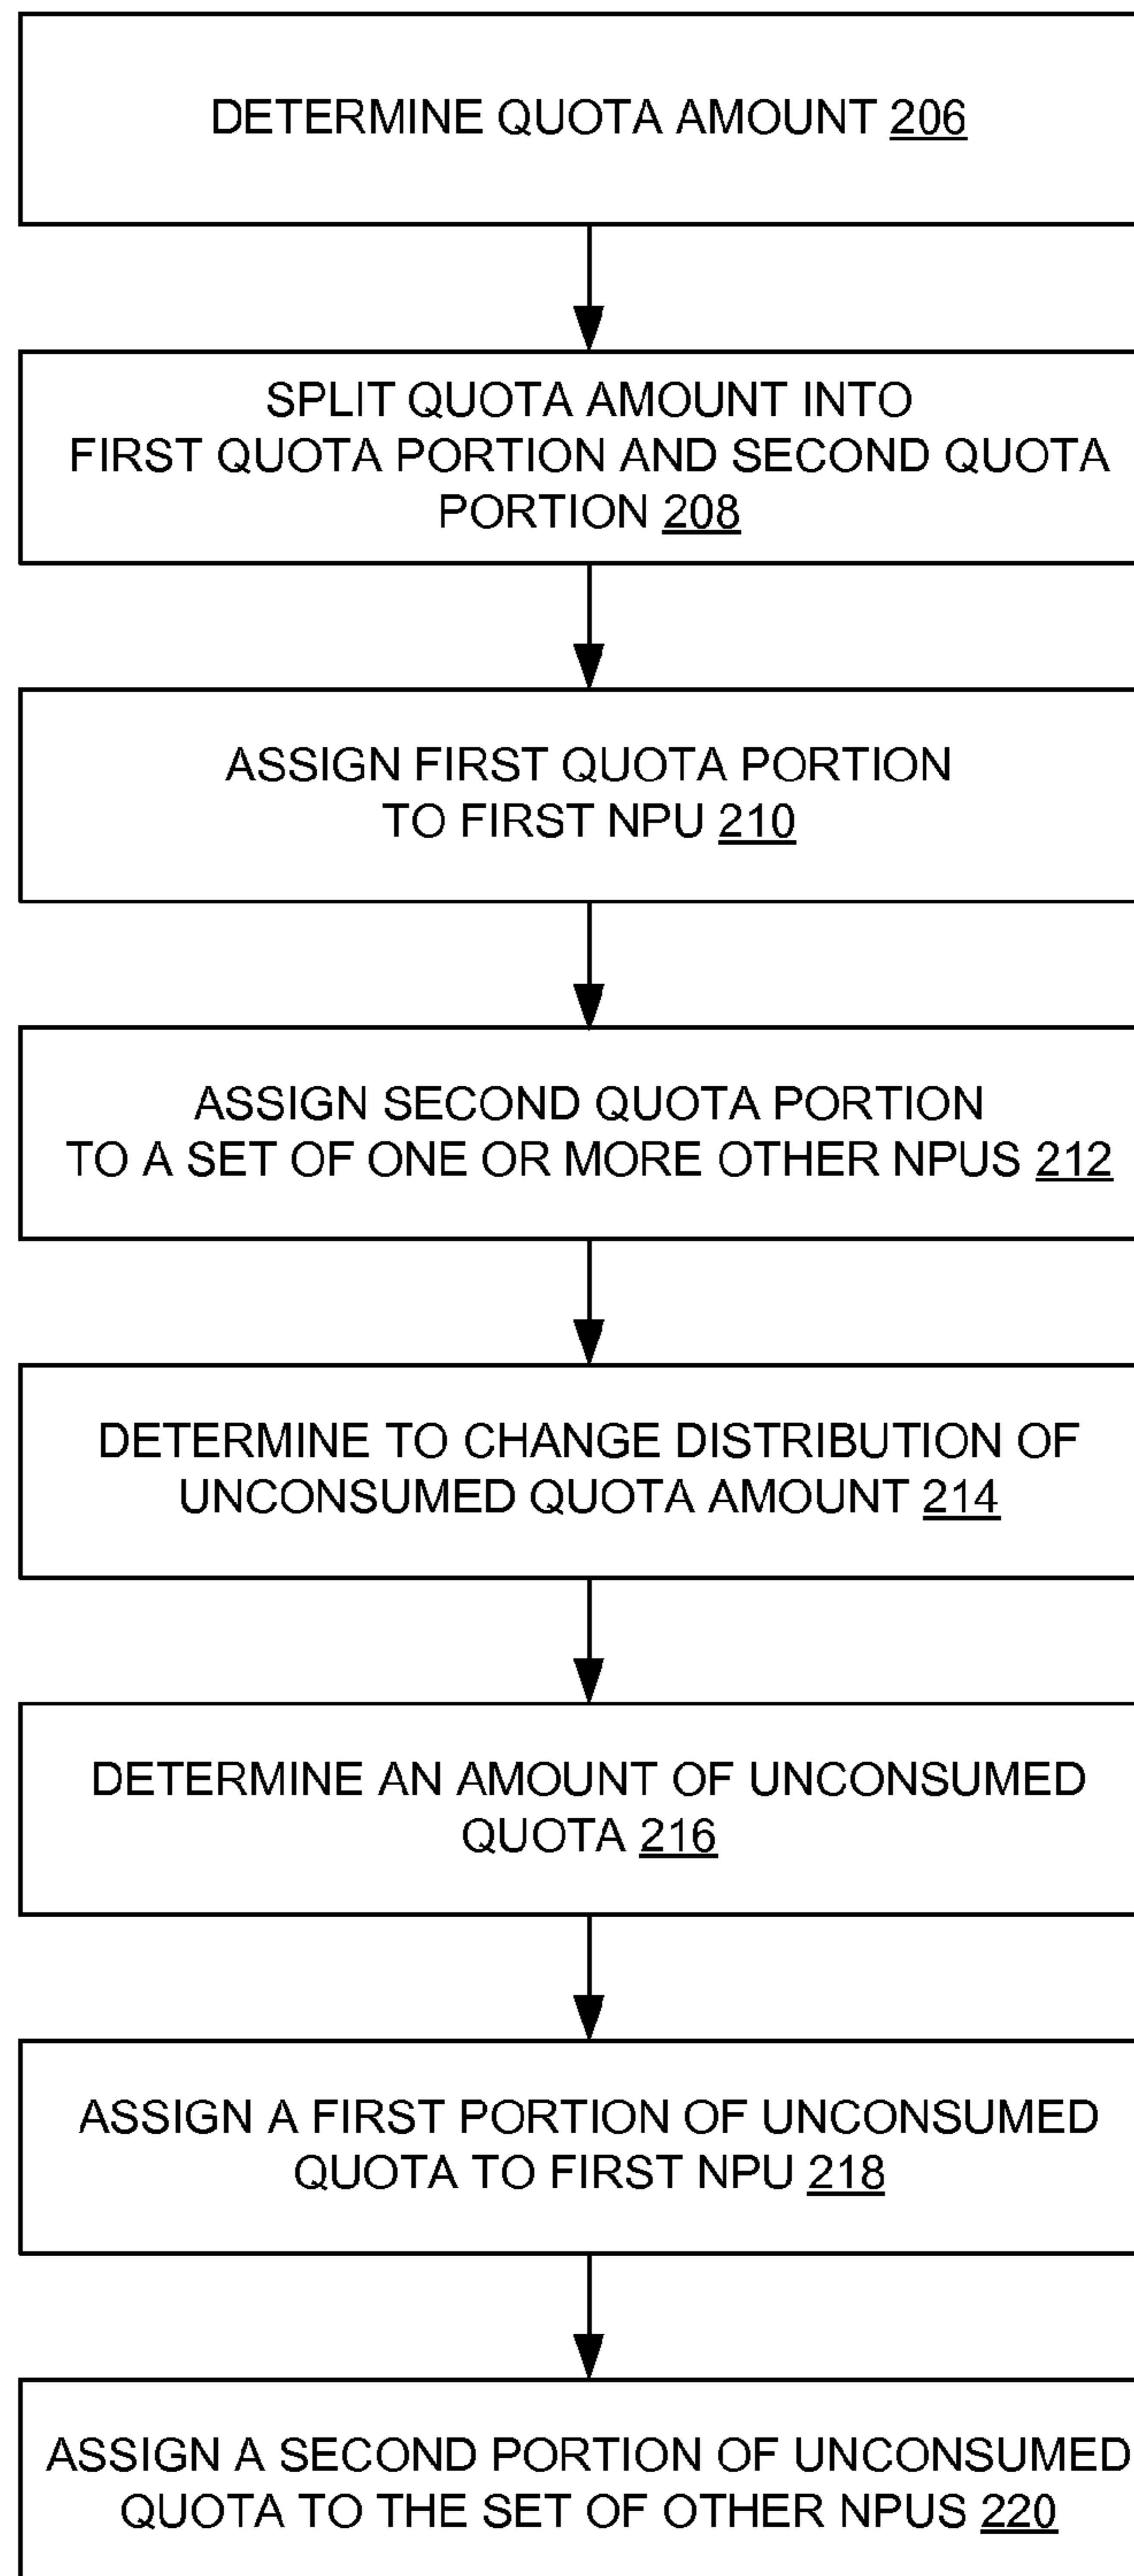 DETERMINE QUOTA AMOUNT 206
SPLIT QUOTA AMOUNT INTO
FIRST QUOTA PORTION AND SECOND QUOTA
PORTION 208
ASSIGN FIRST QUOTA PORTION
TO FIRST NPU 210
ASSIGN SECOND QUOTA PORTION
TO A SET OF ONE OR MORE OTHER NPUS 212
DETERMINE TO CHANGE DISTRIBUTION OF
UNCONSUMED QUOTA AMOUNT 214
DETERMINE AN AMOUNT OF UNCONSUMED
QUOTA 216
ASSIGN A FIRST PORTION OF UNCONSUMED
QUOTA TO FIRST NPU 218
ASSIGN A SECOND PORTION OF UNCONSUMED
QUOTA TO THE SET OF OTHER NPUS 220